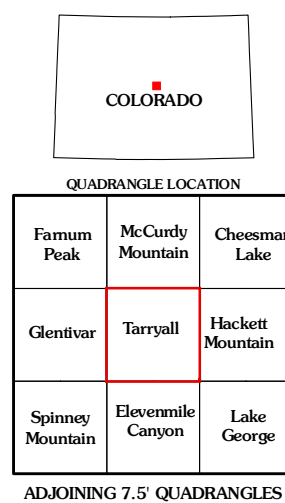 COLORADO
QUADRANGLE LOCATION
Farnum
Peak
McCurdy
Mountain
Cheesman
Lake
Glentivar
Tarryall
Hackett
Mountain
Spinney
Mountain
Elevenmile
Canyon
Lake
George
ADJOINING 7.5' QUADRANGLES